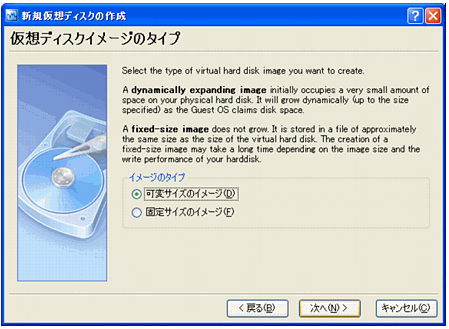 新規仮想ディスクの作成
仮想ディスクイメージのタイプ
Select the type of virtual hard disk image you want to create.
A dynamically expanding image initially occupies a very small amount of
space on your physical hard disk. It will grow dynamically (up to the size
specified) as the Guest OS claims disk space.
A fixed-size image does not grow. It is stored in a file of approximately
the same size as the size of the virtual hard disk. The creation of a
fixed-size image may take a long time depending on the image size and the
write performance of your harddisk.
イメージのタイプ
可変サイズのイメージ(D)
固定サイズのイメージ(F)
< 戻る(B) 次へ(N) > キャンセル(C)